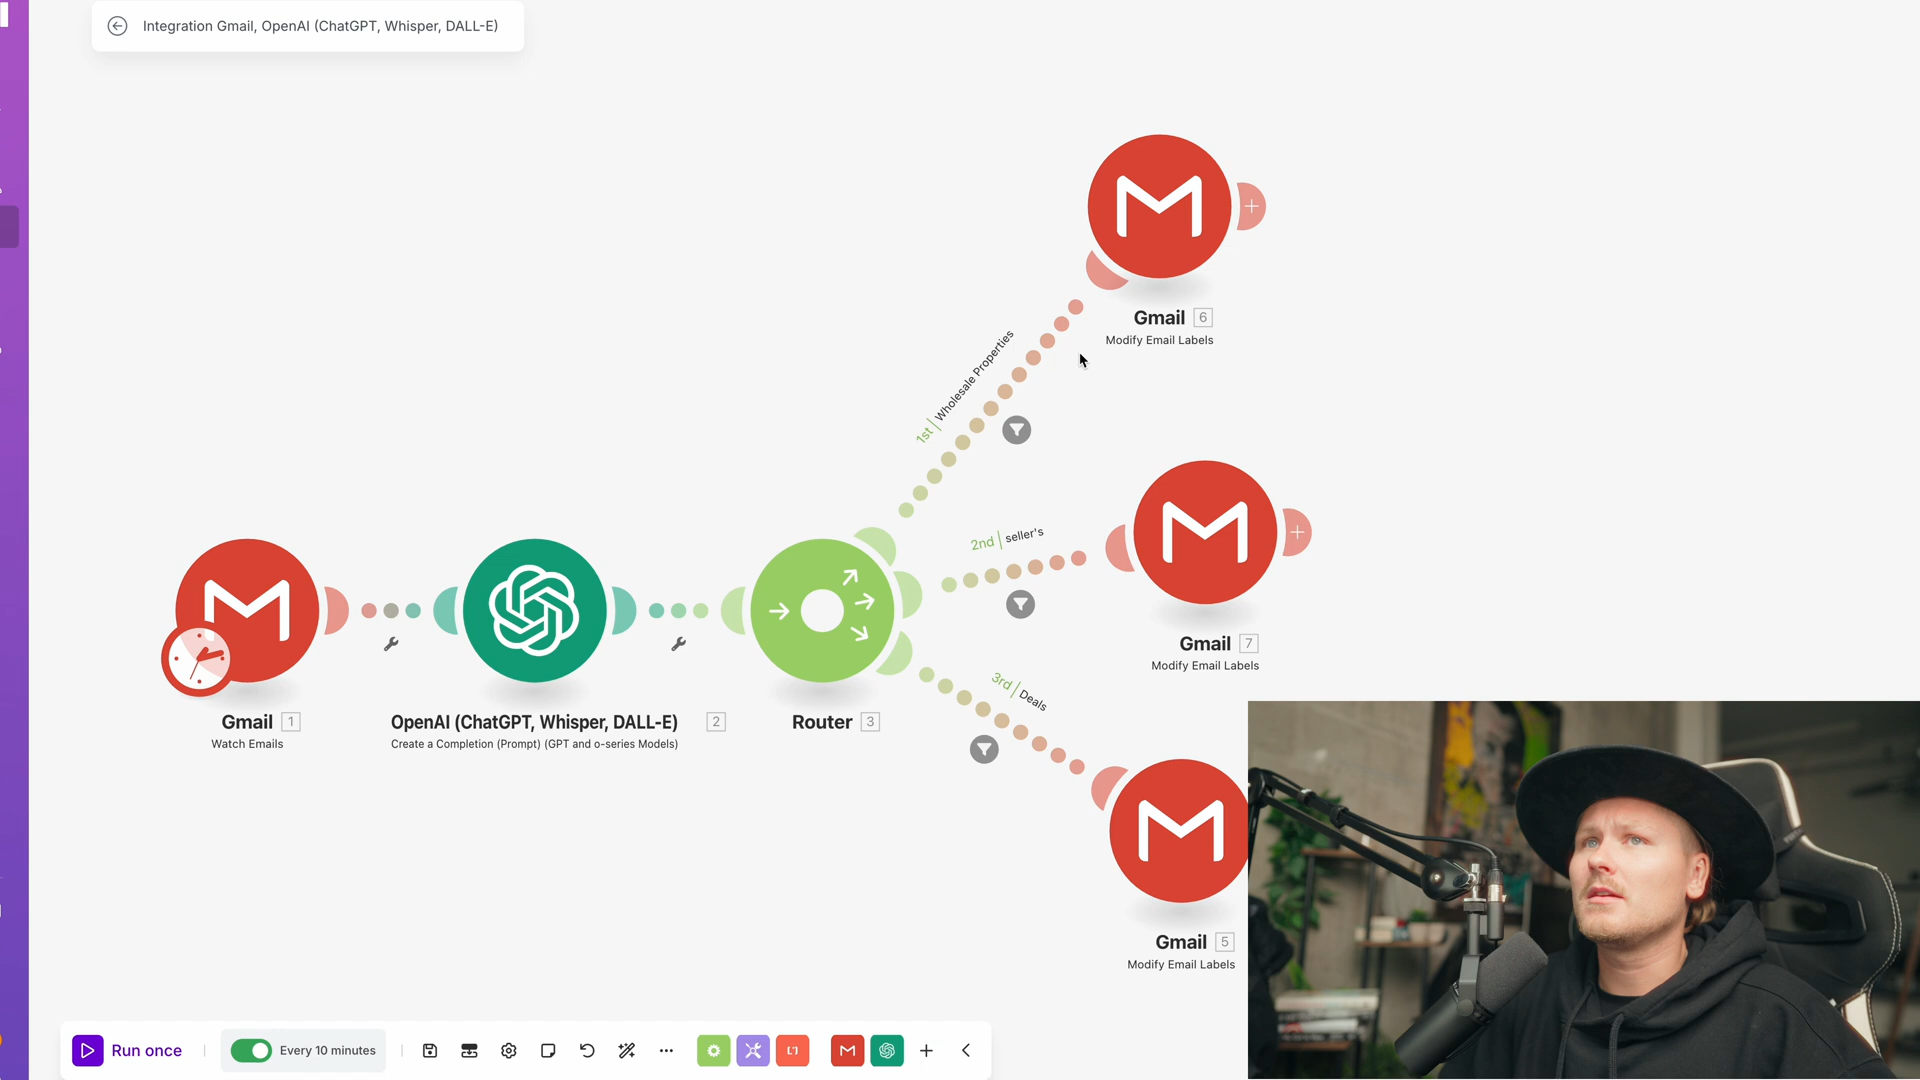 Integration Gmail, OpenAI (ChatGPT, Whisper, DALL-E)
Gmail 6
Modify Email Labels
1st | Wholesale Properties
2nd | seller's
Gmail 7
Modify Email Labels
3rd | Deals
Gmail 1
Watch Emails
OpenAI (ChatGPT, Whisper, DALL-E) 2
Create a Completion (Prompt) (GPT and o-series Models)
Router 3
Gmail 5
Modify Email Labels
Run once
Every 10 minutes